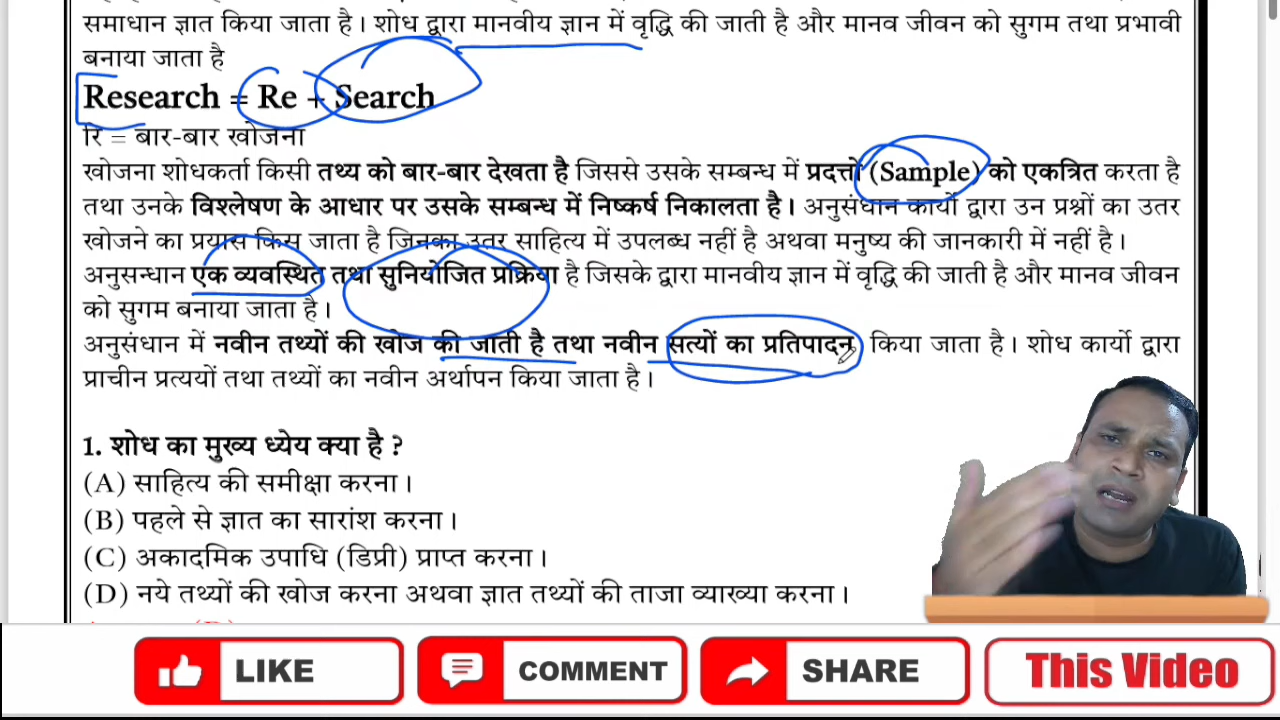 समाधान ज्ञात किया जाता है। शोध द्वारा मानवीय ज्ञान में वृद्धि की जाती है और मानव जीवन को सुगम तथा प्रभावी
बनाया जाता है
Research = Re + Search
रि = बार-बार खोजना
खोजना शोधकर्ता किसी तथ्य को बार-बार देखता है जिससे उसके सम्बन्ध में प्रदत्तों (Sample) को एकत्रित करता है
तथा उनके विश्लेषण के आधार पर उसके सम्बन्ध में निष्कर्ष निकालता है। अनुसंधान कार्यो द्वारा उन प्रश्नों का उतर
खोजने का प्रयास किस जाता है जिनका उतर साहित्य में उपलब्ध नहीं है अथवा मनुष्य की जानकारी में नहीं है।
अनुसन्धान एक व्यवस्थित तथा सुनियोजित प्रक्रिया है जिसके द्वारा मानवीय ज्ञान में वृद्धि की जाती है और मानव जीवन
को सुगम बनाया जाता है।
अनुसंधान में नवीन तथ्यों की खोज की जाती है तथा नवीन सत्यों का प्रतिपादन किया जाता है। शोध कार्यो द्वारा
प्राचीन प्रत्ययों तथा तथ्यों का नवीन अर्थापन किया जाता है।
1. शोध का मुख्य ध्येय क्या है ?
(A) साहित्य की समीक्षा करना।
(B) पहले से ज्ञात का सारांश करना।
(C) अकादमिक उपाधि (डिप्री) प्राप्त करना।
(D) नये तथ्यों की खोज करना अथवा ज्ञात तथ्यों की ताजा व्याख्या करना।
LIKE COMMENT SHARE This Video